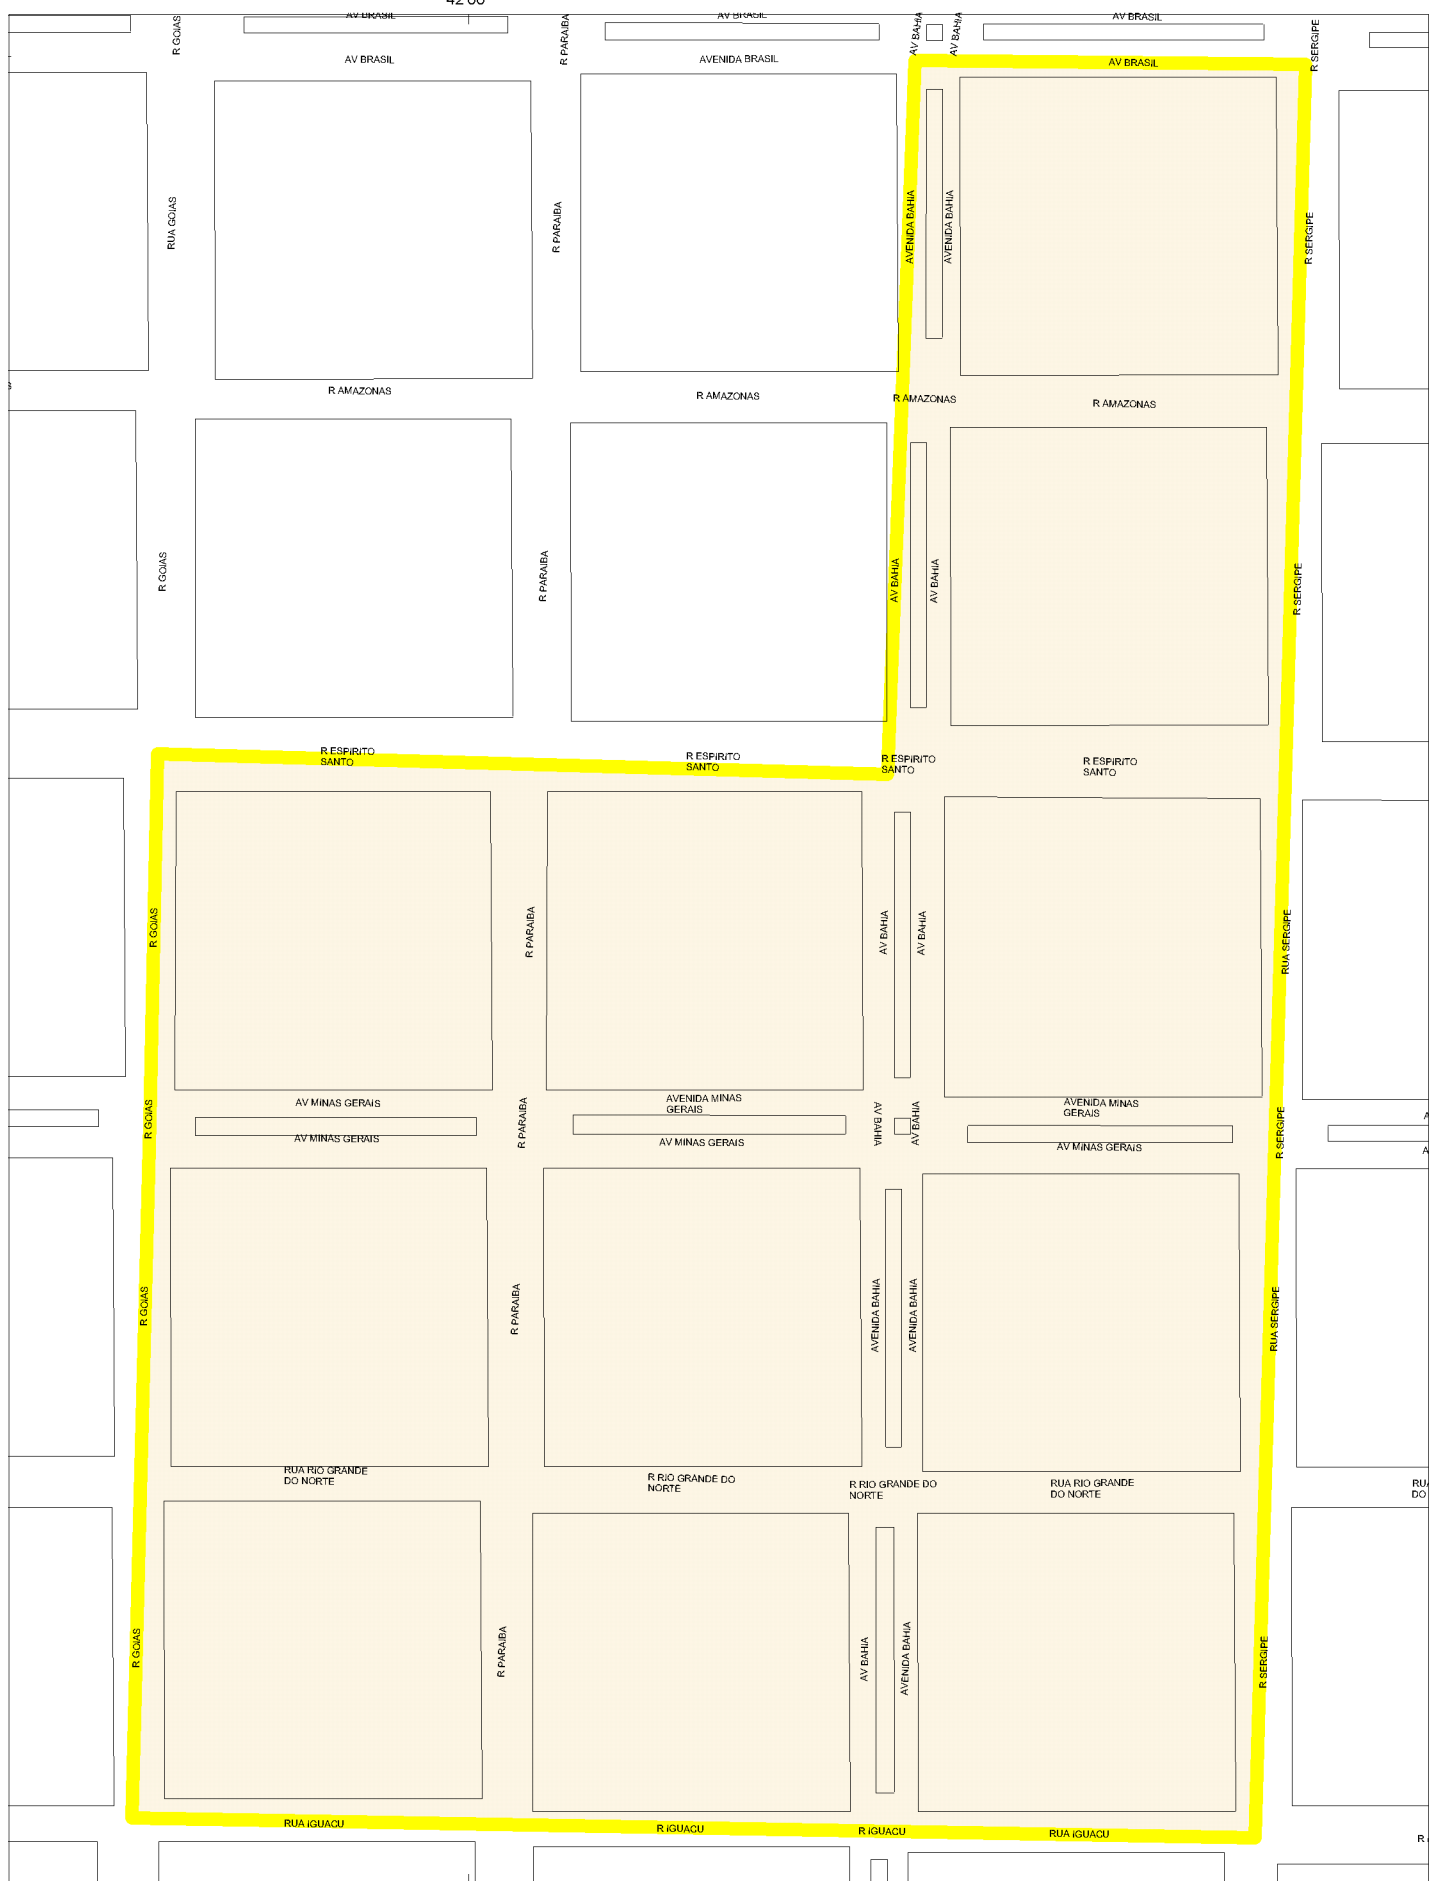 42 00
AV BRASIL
AV BRASIL
AV BRASIL
R GOIAS
R PARAIBA
AV BAHIA
AV BAHIA
R SERGIPE
AV BRASIL
AVENIDA BRASIL
AV BRASIL
RUA GOIAS
R PARAIBA
AVENIDA BAHIA
AVENIDA BAHIA
R SERGIPE
S
R AMAZONAS
R AMAZONAS
R AMAZONAS
R AMAZONAS
R GOIAS
R PARAIBA
AV BAHIA
AV BAHIA
R SERGIPE
R ESPIRITO
SANTO
R ESPIRITO
SANTO
R ESPIRITO
SANTO
R ESPIRITO
SANTO
R GOIAS
R PARAIBA
AV BAHIA
AV BAHIA
RUA SERGIPE
AV MINAS GERAIS
AVENIDA MINAS
GERAIS
AVENIDA MINAS
GERAIS
R GOIAS
R PARAIBA
AV BAHIA
AV BAHIA
R SERGIPE
A
AV MINAS GERAIS
AV MINAS GERAIS
AV MINAS GERAIS
A
R GOIAS
R PARAIBA
AVENIDA BAHIA
AVENIDA BAHIA
RUA SERGIPE
RUA RIO GRANDE
DO NORTE
R RIO GRANDE DO
NORTE
R RIO GRANDE DO
NORTE
RUA RIO GRANDE
DO NORTE
RUA
DO
R GOIAS
R PARAIBA
AV BAHIA
AVENIDA BAHIA
R SERGIPE
RUA IGUACU
R IGUACU
R IGUACU
RUA IGUACU
R